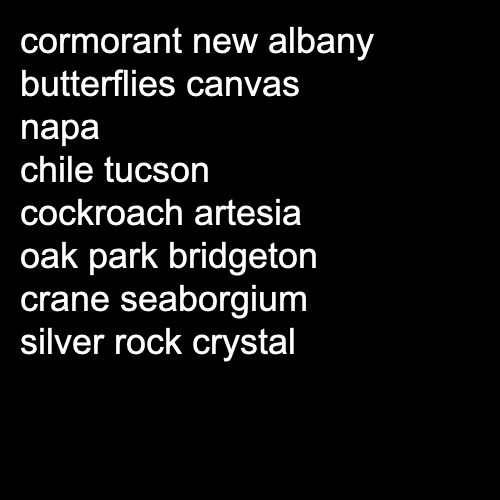 cormorant new albany
butterflies canvas
napa
chile tucson
cockroach artesia
oak park bridgeton
crane seaborgium
silver rock crystal